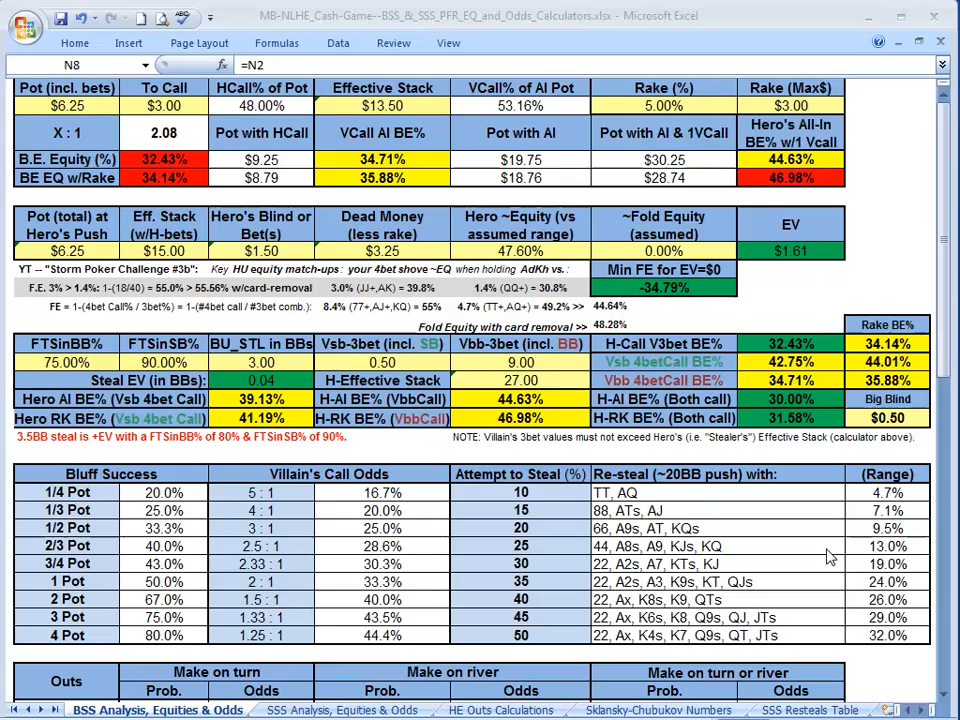 MB-NLHE_Cash-Game--BSS_&_SSS_PFR_EQ_and_Odds_Calculators.xlsx - Microsoft Excel
Home Insert Page Layout Formulas Data Review View
N8 fx =N2
Pot (incl. bets) To Call HCall% of Pot Effective Stack VCall% of AI Pot Rake (%) Rake (Max$)
$6.25 $3.00 48.00% $13.50 53.16% 5.00% $3.00
X : 1 2.08 Pot with HCall VCall AI BE% Pot with AI Pot with AI & 1VCall Hero's All-In BE% w/1 Vcall
B.E. Equity (%) 32.43% $9.25 34.71% $19.75 $30.25 44.63%
BE EQ w/Rake 34.14% $8.79 35.88% $18.76 $28.74 46.98%
Pot (total) at Hero's Push Eff. Stack (w/H-bets) Hero's Blind or Bet(s) Dead Money (less rake) Hero ~Equity (vs assumed range) ~Fold Equity (assumed) EV
$6.25 $15.00 $1.50 $3.25 47.60% 0.00% $1.61
YT -- "Storm Poker Challenge #3b": Key HU equity match-ups: your 4bet shove ~EQ when holding AdKh vs.: Min FE for EV=$0
F.E. 3% > 1.4%: 1-(18/40) = 55.0% > 55.56% w/card-removal 3.0% (JJ+,AK) = 39.8% 1.4% (QQ+) = 30.8% -34.79%
FE = 1-(4bet Call% / 3bet%) = 1-(#4bet call / #3bet comb.) 8.4% (77+,AJ+,KQ) = 55% 4.7% (TT+,AQ+) = 49.2% >> 44.64%
Fold Equity with card removal >> 48.28% Rake BE%
FTSinBB% FTSinSB% BU_STL in BBs Vsb-3bet (incl. SB) Vbb-3bet (incl. BB) H-Call V3bet BE% 32.43% 34.14%
75.00% 90.00% 3.00 0.50 9.00 Vsb 4betCall BE% 42.75% 44.01%
Steal EV (in BBs): 0.04 H-Effective Stack 27.00 Vbb 4betCall BE% 34.71% 35.88%
Hero AI BE% (Vsb 4bet Call) 39.13% H-AI BE% (VbbCall) 44.63% H-AI BE% (Both call) 30.00% Big Blind
Hero RK BE% (Vsb 4bet Call) 41.19% H-RK BE% (VbbCall) 46.98% H-RK BE% (Both call) 31.58% $0.50
3.5BB steal is +EV with a FTSinBB% of 80% & FTSinSB% of 90%. NOTE: Villain's 3bet values must not exceed Hero's (i.e. "Stealer's") Effective Stack (calculator above).
Bluff Success Villain's Call Odds Attempt to Steal (%) Re-steal (~20BB push) with: (Range)
1/4 Pot 20.0% 5 : 1 16.7% 10 TT, AQ 4.7%
1/3 Pot 25.0% 4 : 1 20.0% 15 88, ATs, AJ 7.1%
1/2 Pot 33.3% 3 : 1 25.0% 20 66, A9s, AT, KQs 9.5%
2/3 Pot 40.0% 2.5 : 1 28.6% 25 44, A8s, A9, KJs, KQ 13.0%
3/4 Pot 43.0% 2.33 : 1 30.0% 30 22, A2s, A7, KTs, KJ 19.0%
1 Pot 50.0% 2 : 1 33.3% 35 22, A2s, A3, K9s, KT, QJs 24.0%
2 Pot 67.0% 1.5 : 1 40.0% 40 22, Ax, K8s, K9, QTs 26.0%
3 Pot 75.0% 1.33 : 1 43.5% 45 22, Ax, K6s, K8, Q9s, QJ, JTs 29.0%
4 Pot 80.0% 1.25 : 1 44.4% 50 22, Ax, K4s, K7, Q9s, QT, JTs 32.0%
Outs Make on turn Make on river Make on turn or river
Prob. Odds Prob. Odds Prob. Odds
BSS Analysis, Equities & Odds SSS Analysis, Equities & Odds HE Outs Calculations Sklansky-Chubukov Numbers SSS Resteals Table